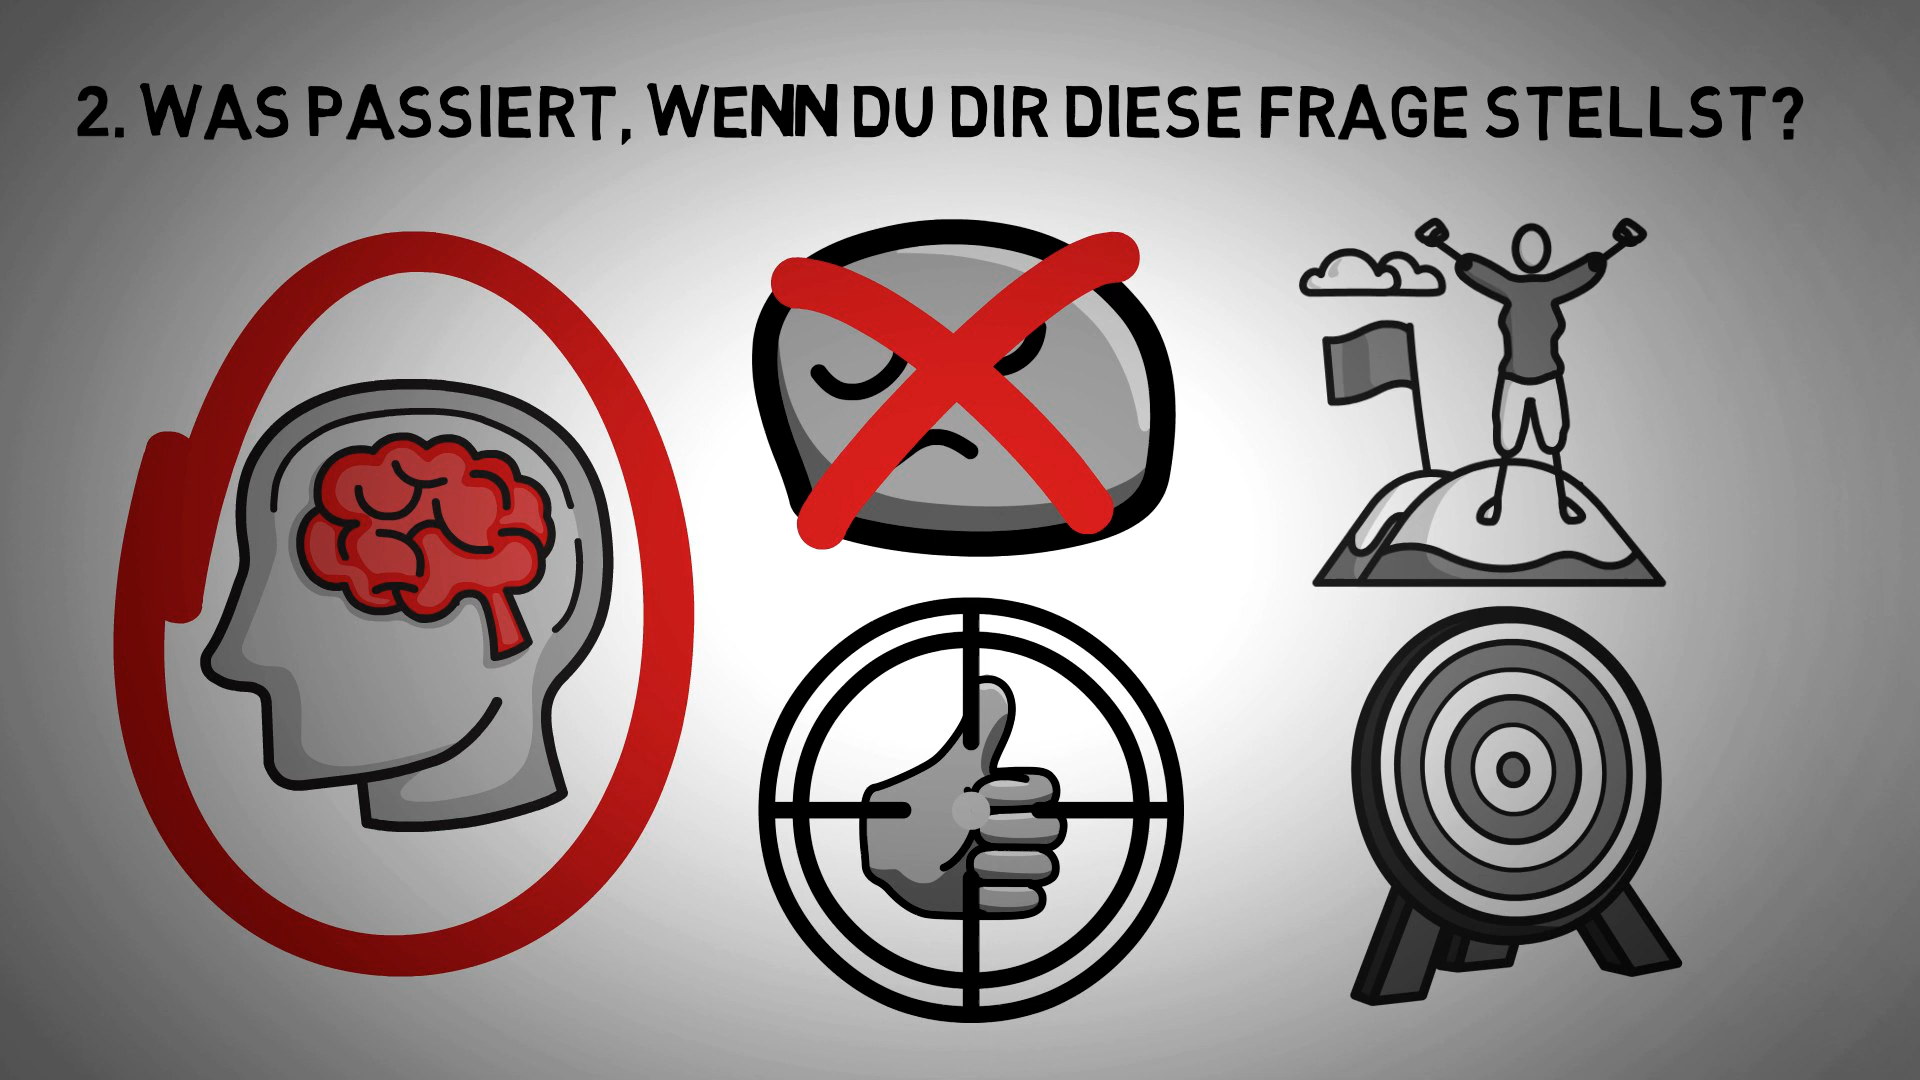 2. WAS PASSIERT, WENN DU DIR DIESE FRAGE STELLST?